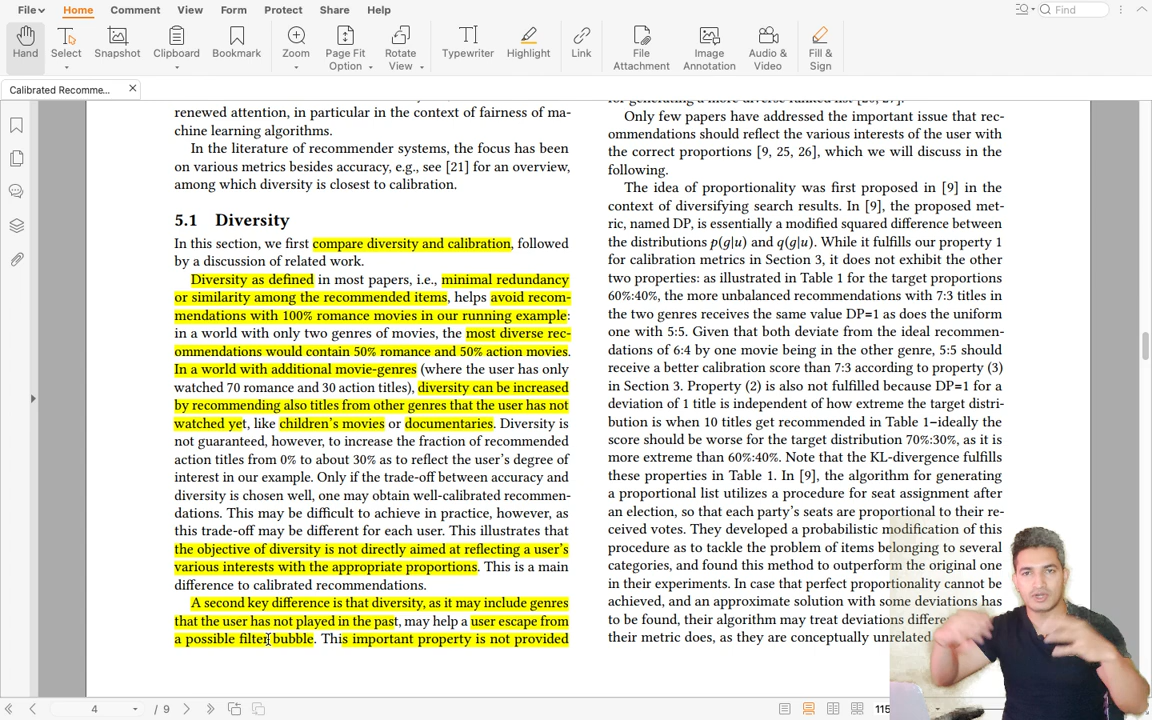 File Home Comment View Form Protect Share Help
Find
Hand Select Snapshot Clipboard Bookmark Zoom Page Fit Option Rotate View Typewriter Highlight Link File Attachment Image Annotation Audio & Video Fill & Sign
Calibrated Recomme...
renewed attention, in particular in the context of fairness of ma-
chine learning algorithms.
In the literature of recommender systems, the focus has been
on various metrics besides accuracy, e.g., see [21] for an overview,
among which diversity is closest to calibration.
5.1 Diversity
In this section, we first compare diversity and calibration, followed
by a discussion of related work.
Diversity as defined in most papers, i.e., minimal redundancy
or similarity among the recommended items, helps avoid recom-
mendations with 100% romance movies in our running example:
in a world with only two genres of movies, the most diverse rec-
ommendations would contain 50% romance and 50% action movies.
In a world with additional movie-genres (where the user has only
watched 70 romance and 30 action titles), diversity can be increased
by recommending also titles from other genres that the user has not
watched yet, like children's movies or documentaries. Diversity is
not guaranteed, however, to increase the fraction of recommended
action titles from 0% to about 30% as to reflect the user's degree of
interest in our example. Only if the trade-off between accuracy and
diversity is chosen well, one may obtain well-calibrated recommen-
dations. This may be difficult to achieve in practice, however, as
this trade-off may be different for each user. This illustrates that
the objective of diversity is not directly aimed at reflecting a user's
various interests with the appropriate proportions. This is a main
difference to calibrated recommendations.
A second key difference is that diversity, as it may include genres
that the user has not played in the past, may help a user escape from
a possible filter bubble. This important property is not provided
for generating a more diverse ranked list [20, 27].
Only few papers have addressed the important issue that rec-
ommendations should reflect the various interests of the user with
the correct proportions [9, 25, 26], which we will discuss in the
following.
The idea of proportionality was first proposed in [9] in the
context of diversifying search results. In [9], the proposed met-
ric, named DP, is essentially a modified squared difference between
the distributions p(g|u) and q(g|u). While it fulfills our property 1
for calibration metrics in Section 3, it does not exhibit the other
two properties: as illustrated in Table 1 for the target proportions
60%:40%, the more unbalanced recommendations with 7:3 titles in
the two genres receives the same value DP=1 as does the uniform
one with 5:5. Given that both deviate from the ideal recommen-
dations of 6:4 by one movie being in the other genre, 5:5 should
receive a better calibration score than 7:3 according to property (3)
in Section 3. Property (2) is also not fulfilled because DP=1 for a
deviation of 1 title is independent of how extreme the target distri-
bution is when 10 titles get recommended in Table 1–ideally the
score should be worse for the target distribution 70%:30%, as it is
more extreme than 60%:40%. Note that the KL-divergence fulfills
these properties in Table 1. In [9], the algorithm for generating
a proportional list utilizes a procedure for seat assignment after
an election, so that each party's seats are proportional to their re-
ceived votes. They developed a probabilistic modification of this
procedure as to tackle the problem of items belonging to several
categories, and found this method to outperform the original one
in their experiments. In case that perfect proportionality cannot be
achieved, and an approximate solution with some deviations has
to be found, their algorithm may treat deviations
their metric does, as they are conceptually unrelated
4 / 9
115